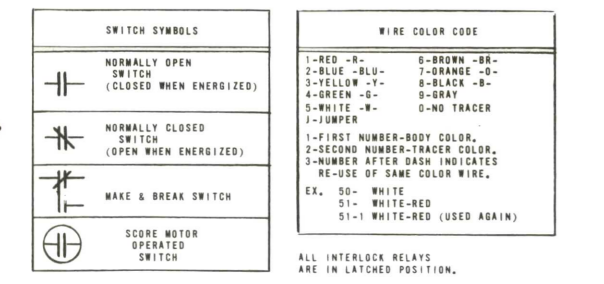 SWITCH SYMBOLS
NORMALLY OPEN
SWITCH
(CLOSED WHEN ENERGIZED)
NORMALLY CLOSED
SWITCH
(OPEN WHEN ENERGIZED)
MAKE & BREAK SWITCH
SCORE MOTOR
OPERATED
SWITCH
WIRE COLOR CODE
1-RED -R- 6-BROWN -BR-
2-BLUE -BLU- 7-ORANGE -O-
3-YELLOW -Y- 8-BLACK -B-
4-GREEN -G- 9-GRAY
5-WHITE -W- 0-NO TRACER
J-JUMPER
1-FIRST NUMBER-BODY COLOR.
2-SECOND NUMBER-TRACER COLOR.
3-NUMBER AFTER DASH INDICATES
RE-USE OF SAME COLOR WIRE.
EX. 50- WHITE
51- WHITE-RED
51-1 WHITE-RED (USED AGAIN)
ALL INTERLOCK RELAYS
ARE IN LATCHED POSITION.